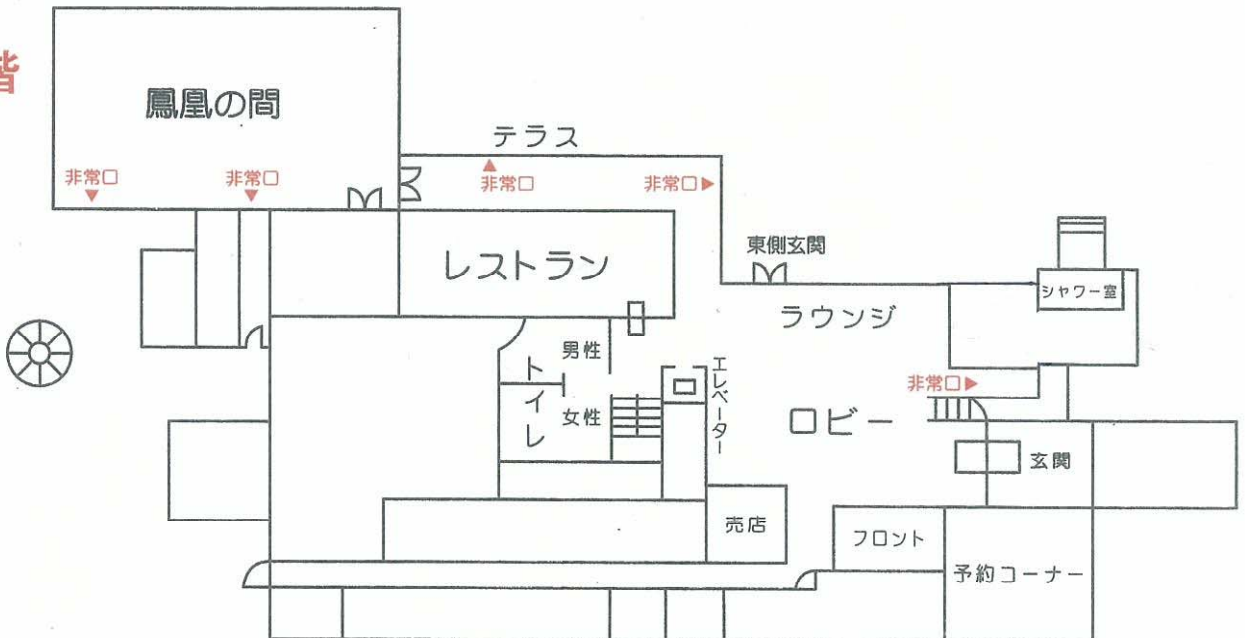 階
鳳凰の間
テラス
非常口
非常口
非常口
非常口
東側玄関
レストラン
シャワー室
ラウンジ
男性
トイレ
女性
エレベーター
非常口
ロビー
玄関
売店
フロント
予約コーナー